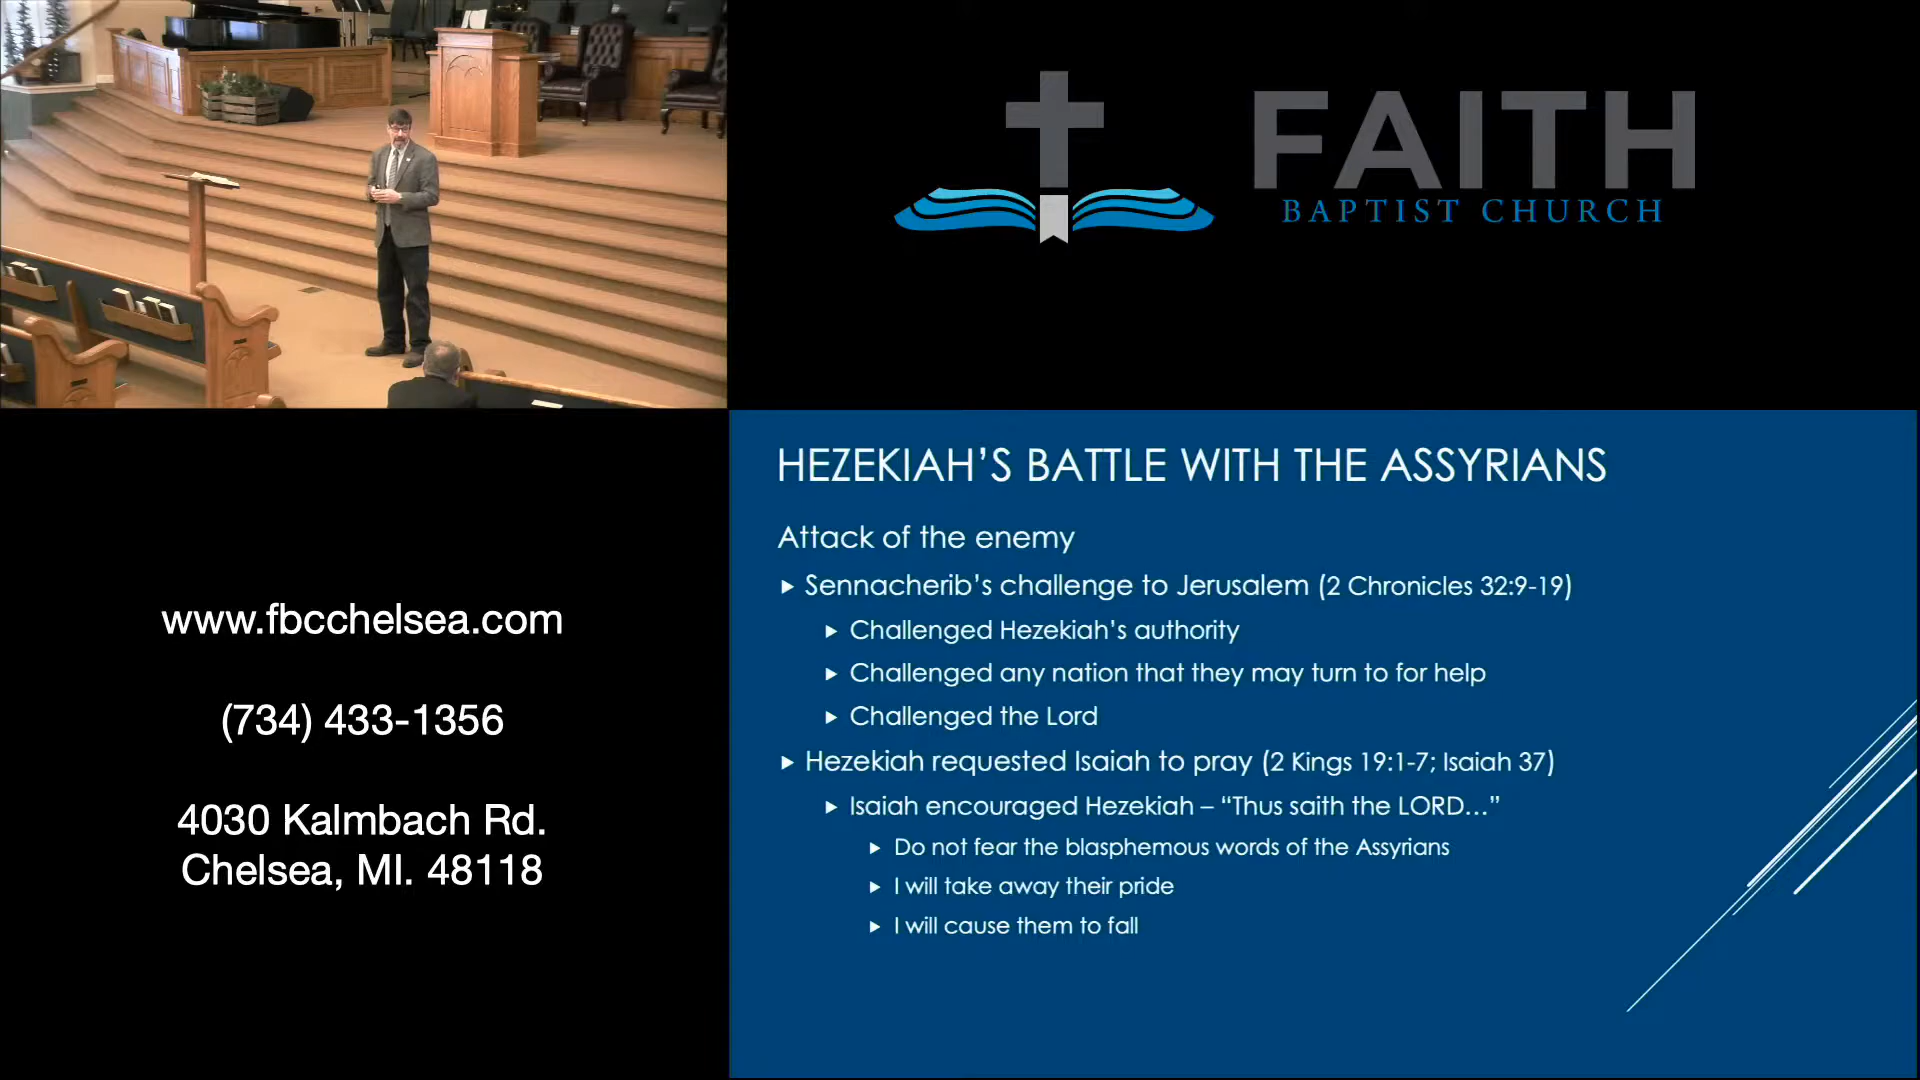 FAITH
BAPTIST CHURCH
www.fbcchelsea.com
(734) 433-1356
4030 Kalmbach Rd.
Chelsea, MI. 48118
HEZEKIAH’S BATTLE WITH THE ASSYRIANS
Attack of the enemy
Sennacherib’s challenge to Jerusalem (2 Chronicles 32:9-19)
Challenged Hezekiah’s authority
Challenged any nation that they may turn to for help
Challenged the Lord
Hezekiah requested Isaiah to pray (2 Kings 19:1-7; Isaiah 37)
Isaiah encouraged Hezekiah – “Thus saith the LORD…”
Do not fear the blasphemous words of the Assyrians
I will take away their pride
I will cause them to fall